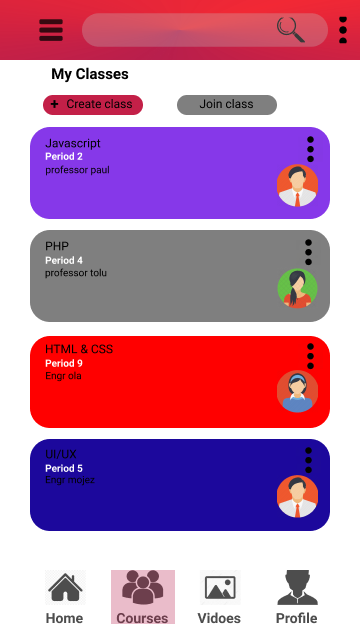 My Classes
+ Create class
Join class
Javascript
Period 2
professor paul
PHP
Period 4
professor tolu
HTML & CSS
Period 9
Engr ola
UI/UX
Period 5
Engr mojez
Home
Courses
Vidoes
Profile